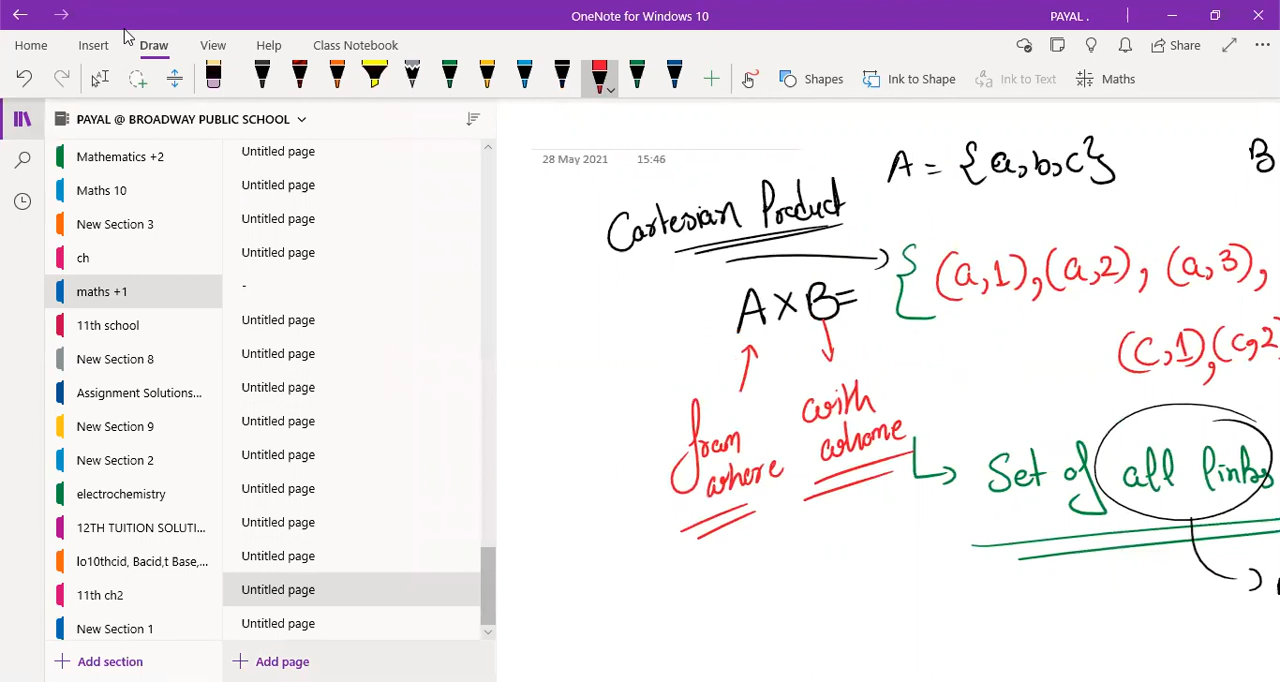 OneNote for Windows 10
PAYAL .
Home
Insert
Draw
View
Help
Class Notebook
Share
Shapes
Ink to Shape
Ink to Text
Maths
PAYAL @ BROADWAY PUBLIC SCHOOL
Mathematics +2
Maths 10
New Section 3
ch
maths +1
11th school
New Section 8
Assignment Solutions...
New Section 9
New Section 2
electrochemistry
12TH TUITION SOLUTI...
lo10thcid, Bacid,t Base,...
11th ch2
New Section 1
Add section
Untitled page
Untitled page
Untitled page
Untitled page
-
Untitled page
Untitled page
Untitled page
Untitled page
Untitled page
Untitled page
Untitled page
Untitled page
Untitled page
Untitled page
Add page
28 May 2021 15:46
A = {a,b,c} B
Cartesian Product
A×B= {(a,1),(a,2), (a,3),
(c,1),(c,2
from where
with whome
Set of all links